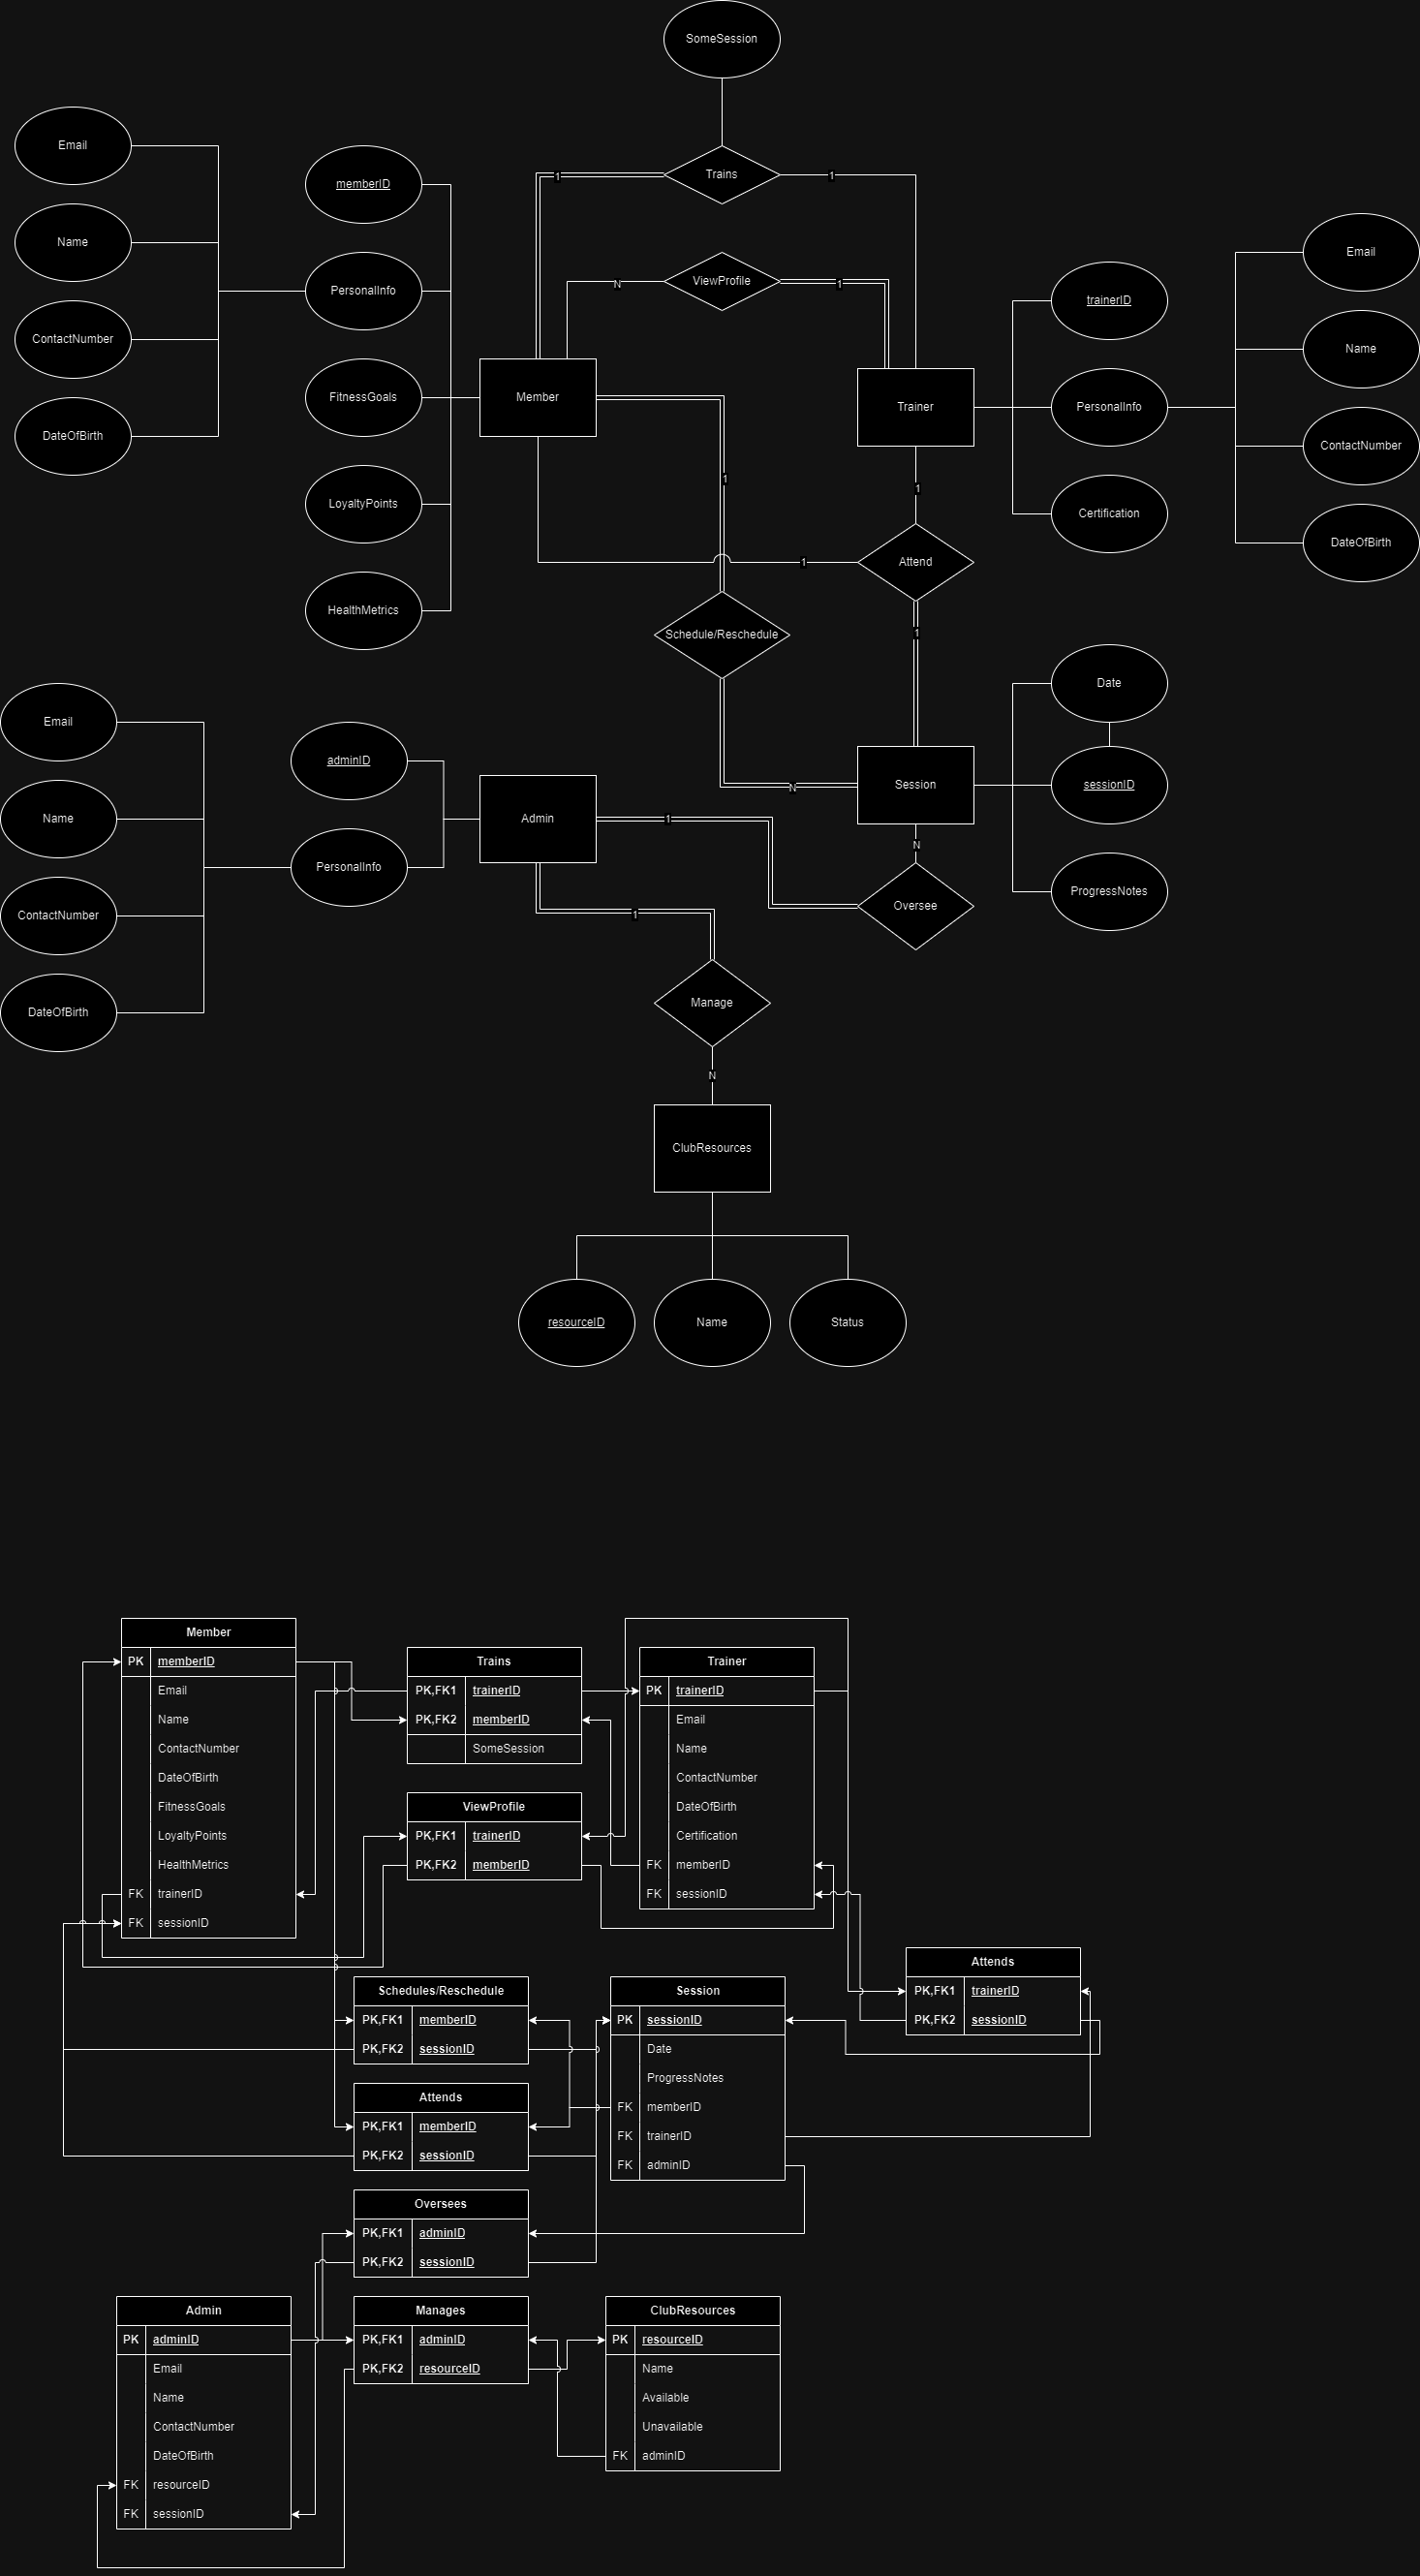 SomeSession
Email
memberID
Trains
1
1
Name
PersonalInfo
ViewProfile
N
1
Email
trainerID
ContactNumber
FitnessGoals
Member
Trainer
PersonalInfo
Name
DateOfBirth
ContactNumber
LoyaltyPoints
1
1
Certification
DateOfBirth
HealthMetrics
1
Attend
Schedule/Reschedule
1
Date
Email
adminID
Session
sessionID
N
Name
Admin
1
N
PersonalInfo
ProgressNotes
ContactNumber
1
Oversee
DateOfBirth
Manage
N
ClubResources
resourceID
Name
Status
Member
PK memberID
Email
Name
ContactNumber
DateOfBirth
FitnessGoals
LoyaltyPoints
HealthMetrics
FK trainerID
FK sessionID
Trains
PK,FK1 trainerID
PK,FK2 memberID
SomeSession
Trainer
PK trainerID
Email
Name
ContactNumber
DateOfBirth
Certification
FK memberID
FK sessionID
ViewProfile
PK,FK1 trainerID
PK,FK2 memberID
Schedules/Reschedule
PK,FK1 memberID
PK,FK2 sessionID
Session
PK sessionID
Date
ProgressNotes
FK memberID
FK trainerID
FK adminID
Attends
PK,FK1 trainerID
PK,FK2 sessionID
Attends
PK,FK1 memberID
PK,FK2 sessionID
Oversees
PK,FK1 adminID
PK,FK2 sessionID
Admin
PK adminID
Email
Name
ContactNumber
DateOfBirth
FK resourceID
FK sessionID
Manages
PK,FK1 adminID
PK,FK2 resourceID
ClubResources
PK resourceID
Name
Available
Unavailable
FK adminID